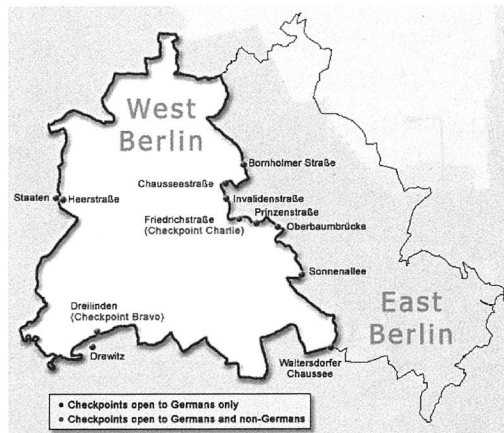 West
Berlin
Bornholmer Straße
Chausseestraße
Staaten
Heerstraße
Invalidenstraße
Prinzenstraße
Friedrichstraße
(Checkpoint Charlie)
Oberbaumbrücke
Sonnenallee
East
Berlin
Dreilinden
(Checkpoint Bravo)
Drewitz
Waltersdorfer
Chaussee
• Checkpoints open to Germans only
• Checkpoints open to Germans and non-Germans